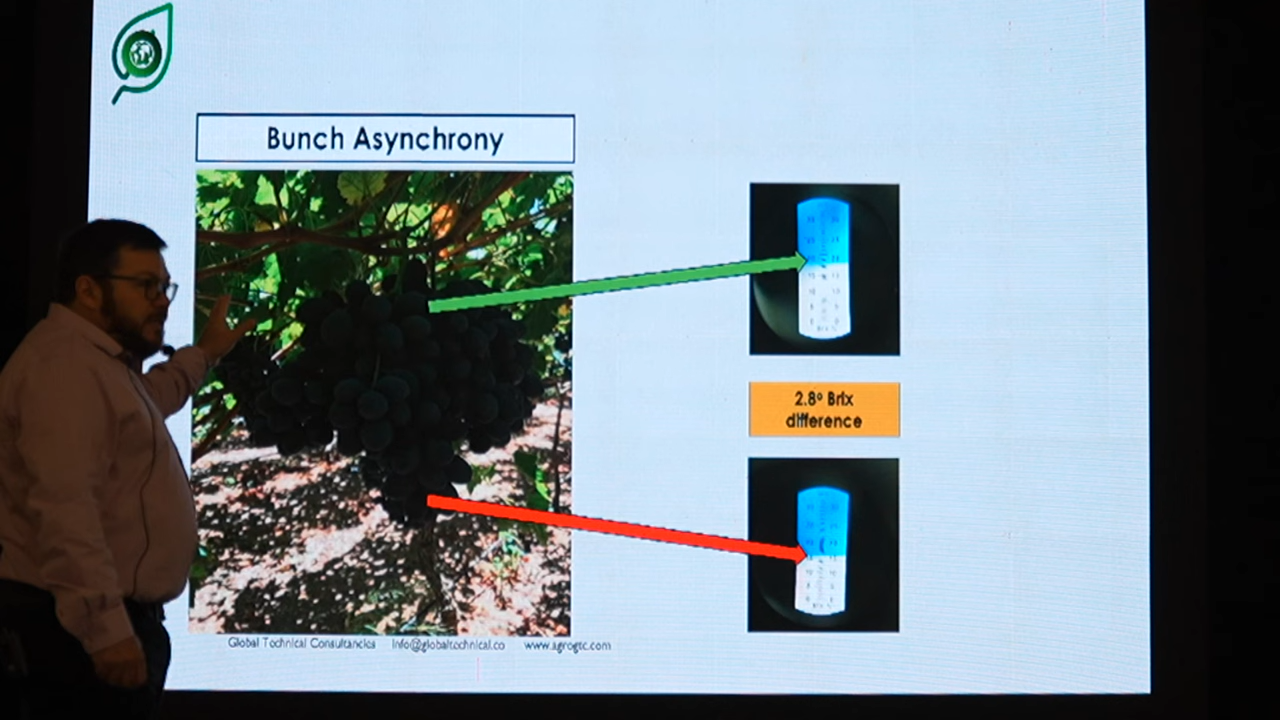 Bunch Asynchrony
2.8º Brix
difference
Global Technical Consultancies info@globaltechnical.co www.agrogtc.com